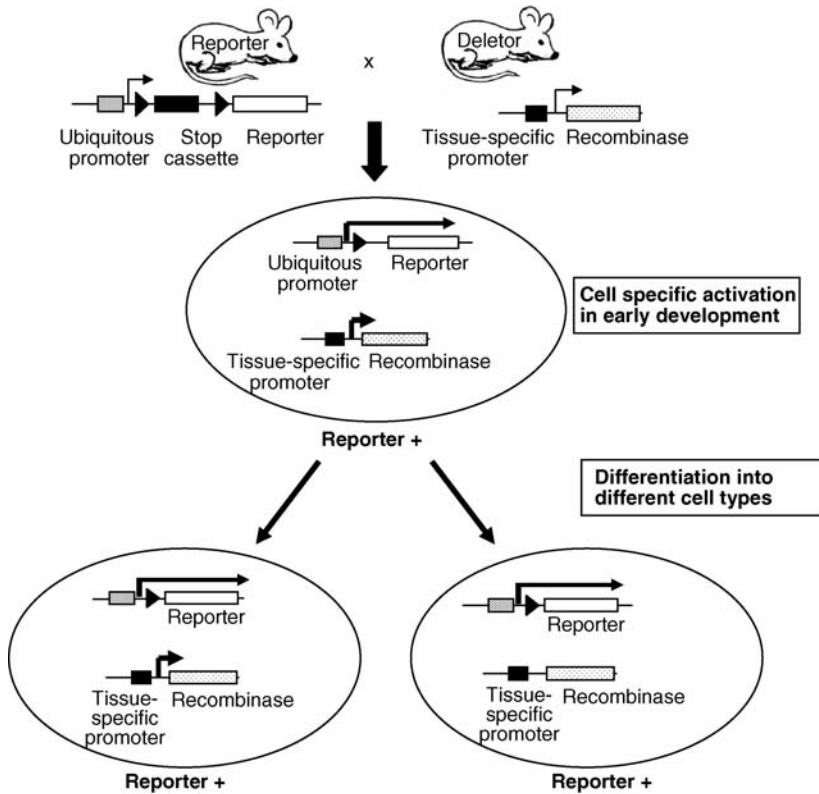 Reporter
x
Deletor
Ubiquitous
promoter
Stop
cassette
Reporter
Tissue-specific
promoter
Recombinase
Ubiquitous
promoter
Reporter
Tissue-specific
promoter
Recombinase
Cell specific activation
in early development
Reporter +
Differentiation into
different cell types
Reporter
Tissue-
specific
promoter
Recombinase
Reporter +
Reporter
Tissue-
specific
promoter
Recombinase
Reporter +